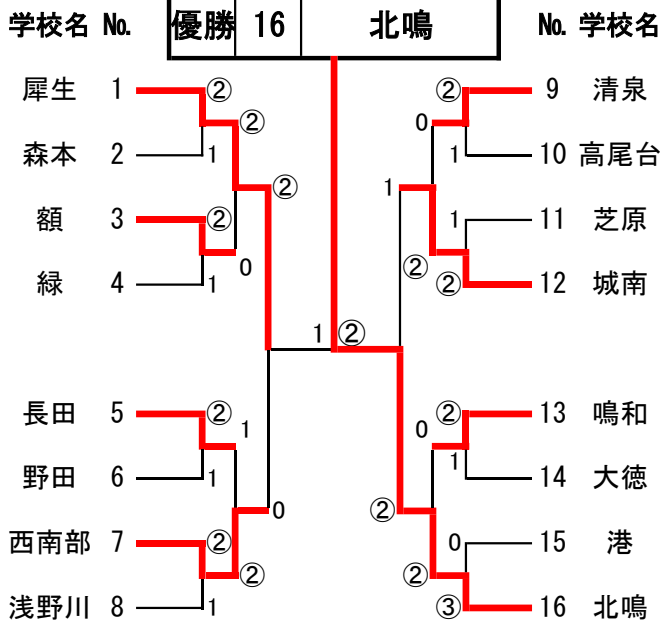 学校名 No. 優勝 16 北鳴 No. 学校名
犀生 1 ② ② 9 清泉
② 0
森本 2 1 1 10 高尾台
② 1
額 3 ② 1 11 芝原
0 ②
緑 4 1 ② 12 城南
1 ②
長田 5 ② ② 13 鳴和
1 0
野田 6 1 1 14 大徳
0 ②
西南部 7 ② 0 15 港
② ②
浅野川 8 1 ③ 16 北鳴